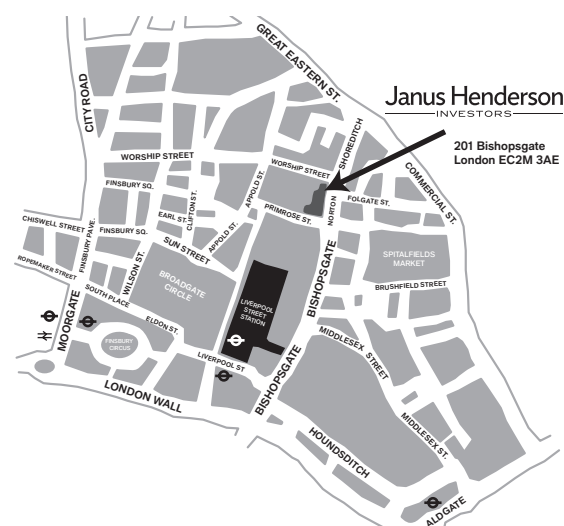 GREAT EASTERN ST.
CITY ROAD
Janus Henderson
INVESTORS
201 Bishopsgate
London EC2M 3AE
SHOREDITCH
WORSHIP STREET
WORSHIP STREET
COMMERCIAL ST.
FINSBURY SQ.
APPOLD ST.
CLIFTON ST.
NORTON
FOLGATE ST.
PRIMROSE ST.
EARL ST.
CHISWELL STREET
FINSBURY PAVE.
FINSBURY SQ.
APPOLD ST.
SUN STREET
BISHOPSGATE
SPITALFIELDS
MARKET
ROPEMAKER STREET
WILSON ST.
BROADGATE
CIRCLE
BRUSHFIELD STREET
SOUTH PLACE
LIVERPOOL
STREET
STATION
MOORGATE
ELDON ST.
FINSBURY
CIRCUS
MIDDLESEX STREET
LIVERPOOL ST
BISHOPSGATE
LONDON WALL
MIDDLESEX ST.
HOUNDSDITCH
ALDGATE